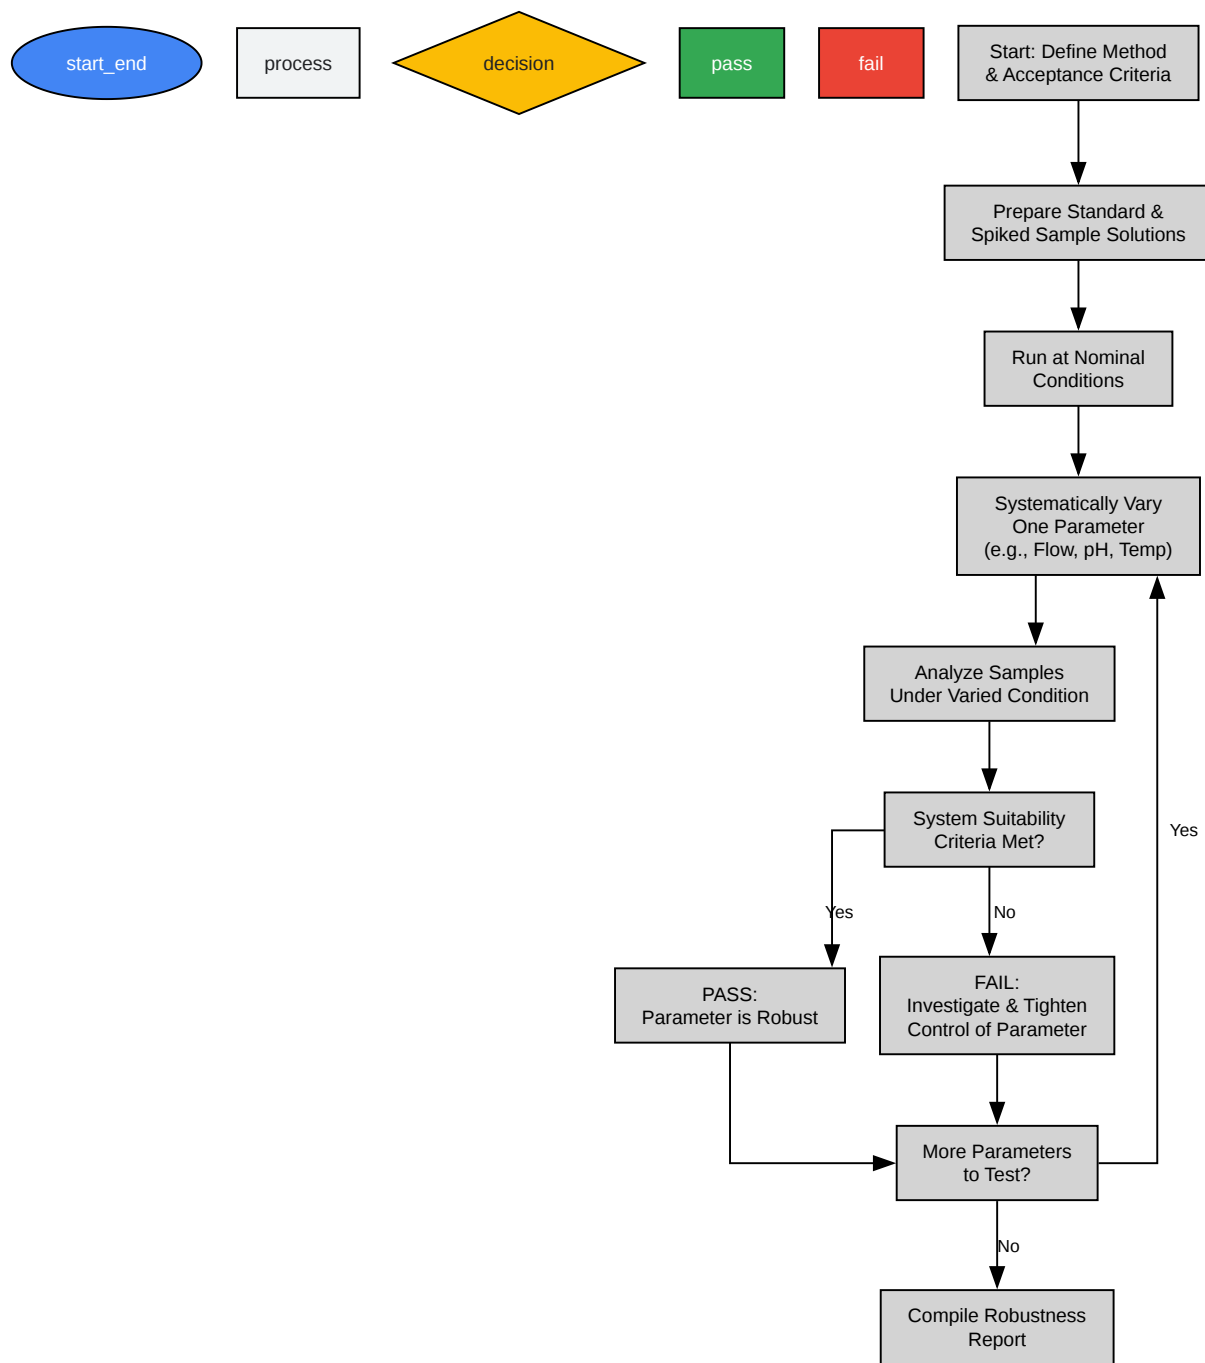 start_end
process
decision
pass
fail
Start: Define Method
& Acceptance Criteria
Prepare Standard &
Spiked Sample Solutions
Run at Nominal
Conditions
Systematically Vary
One Parameter
(e.g., Flow, pH, Temp)
Analyze Samples
Under Varied Condition
System Suitability
Criteria Met?
Yes
Yes
No
PASS:
Parameter is Robust
FAIL:
Investigate & Tighten
Control of Parameter
More Parameters
to Test?
No
Compile Robustness
Report